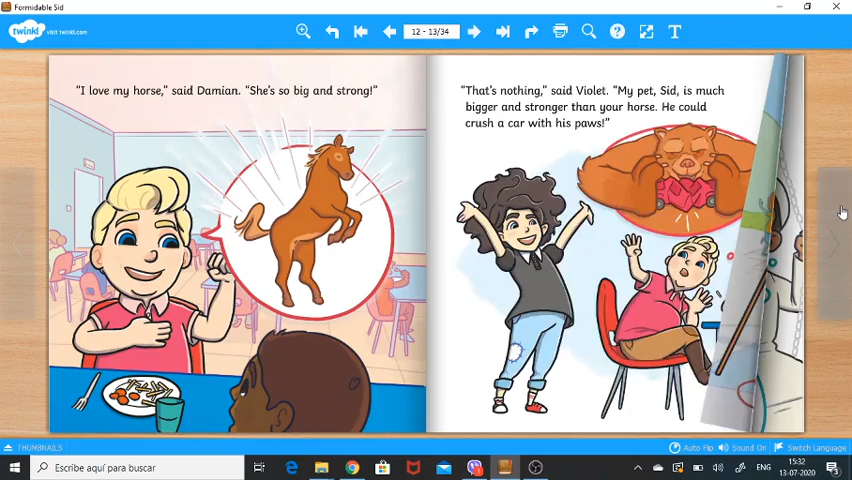 Formidable Sid
twinkl visit twinkl.com
12 - 13/34
"I love my horse," said Damian. "She's so big and strong!"
"That's nothing," said Violet. "My pet, Sid, is much
bigger and stronger than your horse. He could
crush a car with his paws!"
THUMBNAILS
Auto Flip Sound On Switch Language
Escribe aquí para buscar
ENG
15:32
13-07-2020
3